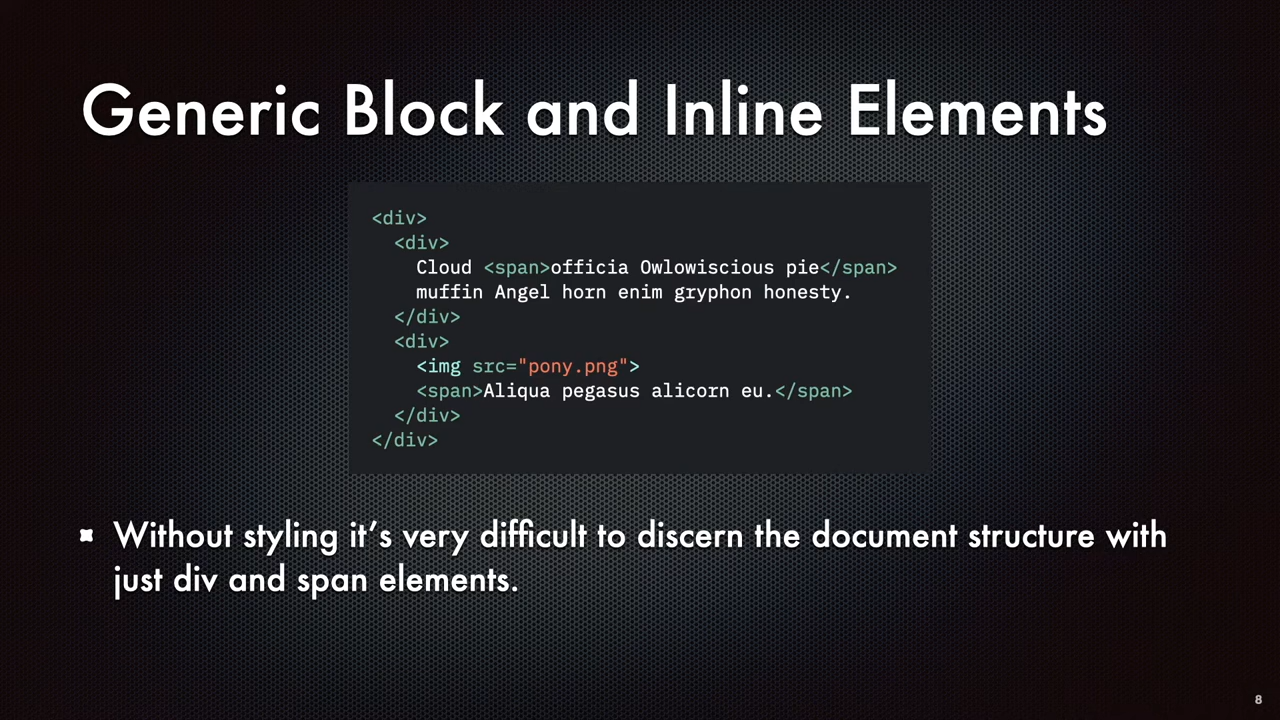 Generic Block and Inline Elements
<div>
  <div>
    Cloud <span>officia Owlowiscious pie</span>
    muffin Angel horn enim gryphon honesty.
  </div>
  <div>
    <img src="pony.png">
    <span>Aliqua pegasus alicorn eu.</span>
  </div>
</div>
Without styling it’s very difficult to discern the document structure with
just div and span elements.
8